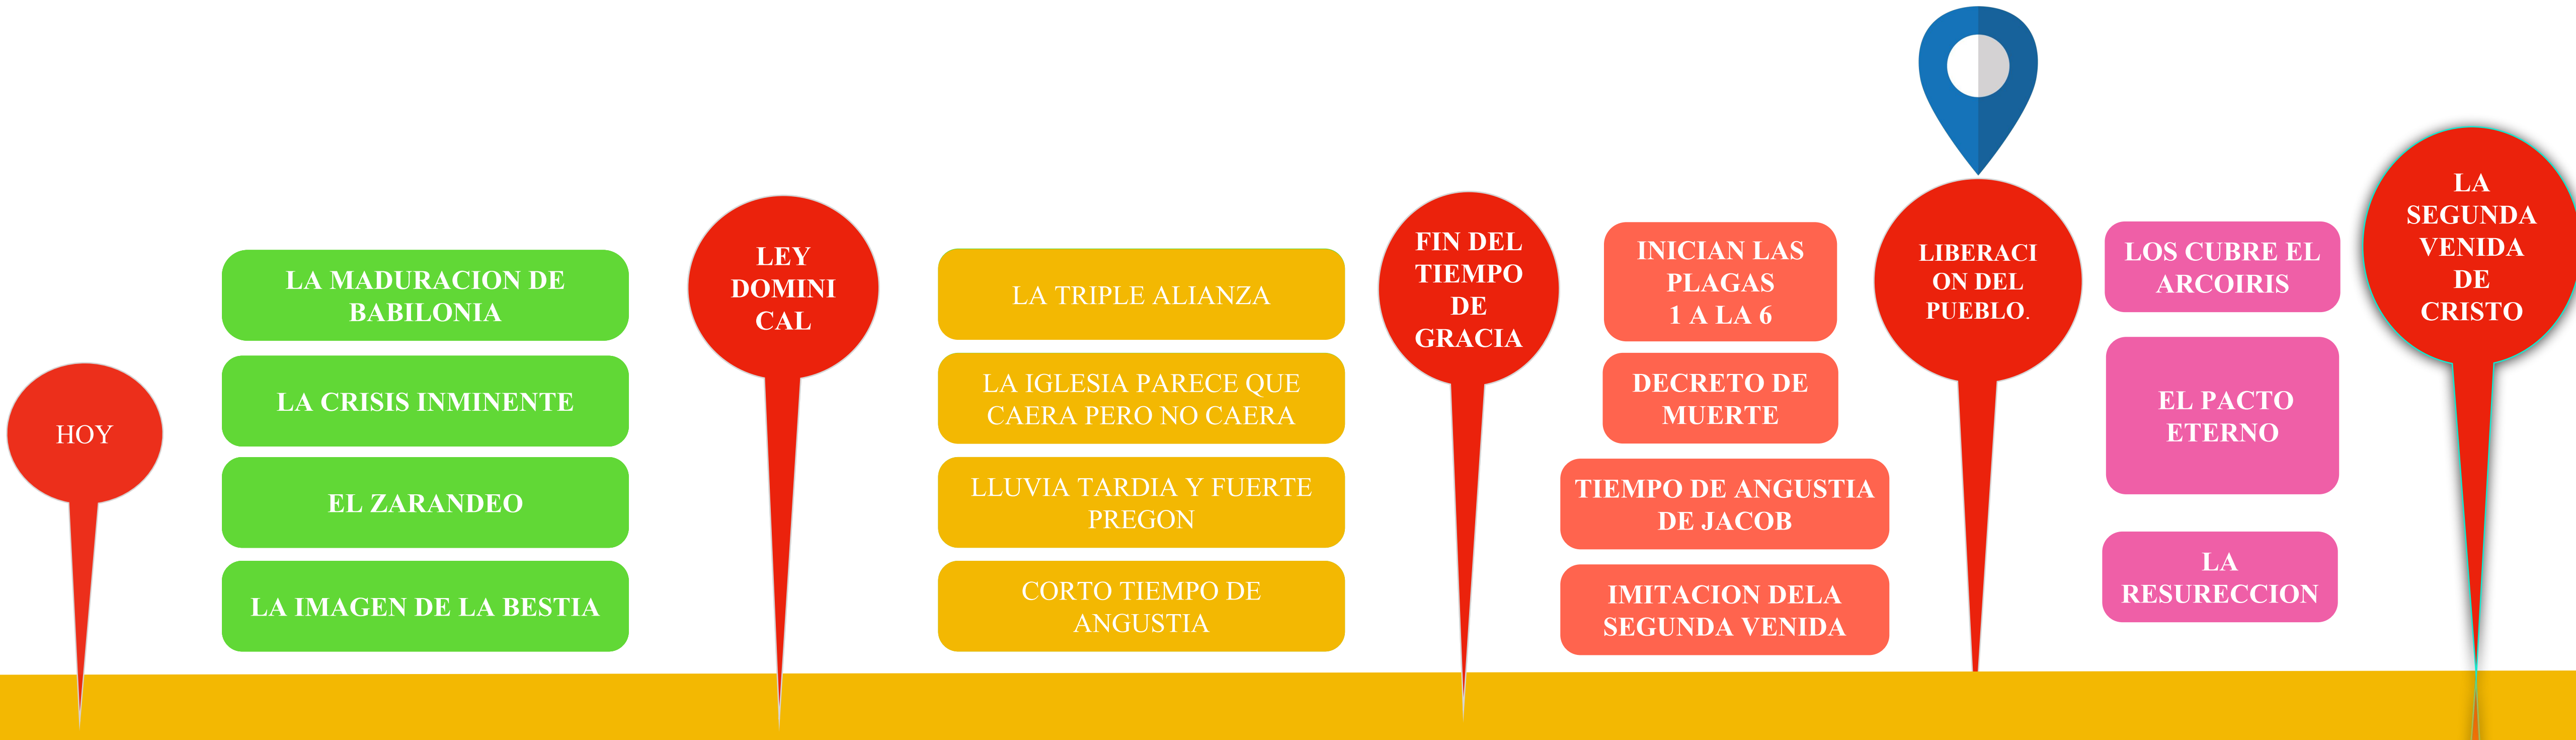 HOY
LA MADURACION DE
BABILONIA
LA CRISIS INMINENTE
EL ZARANDEO
LA IMAGEN DE LA BESTIA
LEY
DOMINI
CAL
LA TRIPLE ALIANZA
LA IGLESIA PARECE QUE
CAERA PERO NO CAERA
LLUVIA TARDIA Y FUERTE
PREGON
CORTO TIEMPO DE
ANGUSTIA
FIN DEL
TIEMPO
DE
GRACIA
INICIAN LAS
PLAGAS
1 A LA 6
DECRETO DE
MUERTE
TIEMPO DE ANGUSTIA
DE JACOB
IMITACION DELA
SEGUNDA VENIDA
LIBERACI
ON DEL
PUEBLO.
LOS CUBRE EL
ARCOIRIS
EL PACTO
ETERNO
LA
RESURECCION
LA
SEGUNDA
VENIDA
DE
CRISTO